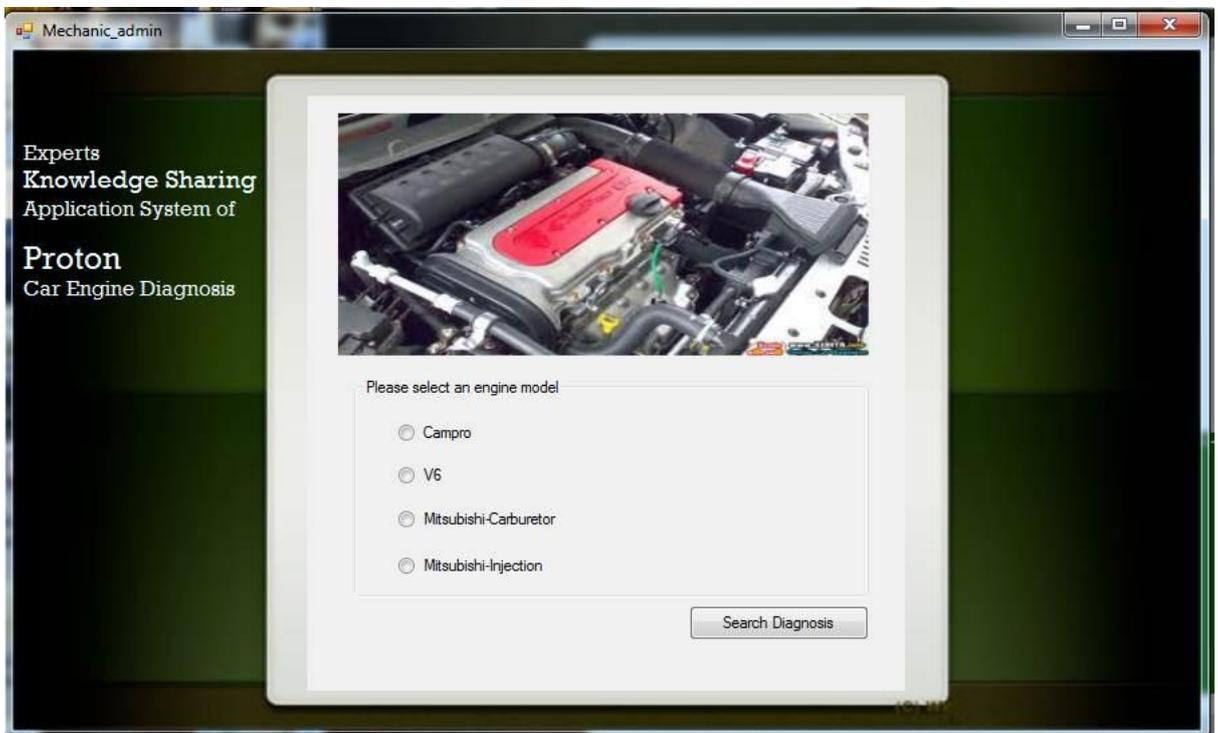 Mechanic_admin
Experts
Knowledge Sharing
Application System of
Proton
Car Engine Diagnosis
Please select an engine model
Campro
V6
Mitsubishi-Carburetor
Mitsubishi-Injection
Search Diagnosis